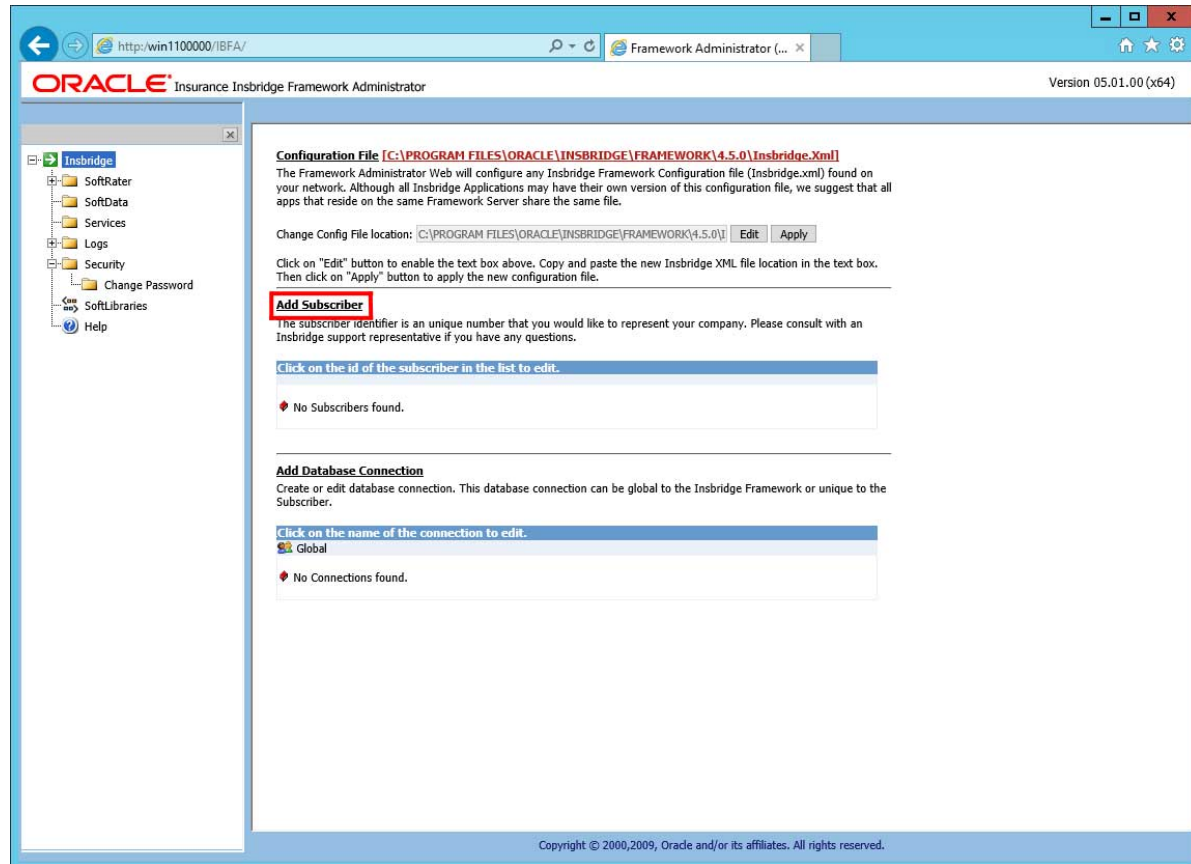 http:/win1100000/IBFA/
Framework Administrator (...
ORACLE Insurance Insbridge Framework Administrator
Version 05.01.00 (x64)
Insbridge
SoftRater
SoftData
Services
Logs
Security
Change Password
SoftLibraries
Help
Configuration File [C:\PROGRAM FILES\ORACLE\INSBRIDGE\FRAMEWORK\4.5.0\Insbridge.Xml]
The Framework Administrator Web will configure any Insbridge Framework Configuration file (Insbridge.xml) found on
your network. Although all Insbridge Applications may have their own version of this configuration file, we suggest that all
apps that reside on the same Framework Server share the same file.
Change Config File location: C:\PROGRAM FILES\ORACLE\INSBRIDGE\FRAMEWORK\4.5.0\I Edit Apply
Click on "Edit" button to enable the text box above. Copy and paste the new Insbridge XML file location in the text box.
Then click on "Apply" button to apply the new configuration file.
Add Subscriber
The subscriber identifier is an unique number that you would like to represent your company. Please consult with an
Insbridge support representative if you have any questions.
Click on the id of the subscriber in the list to edit.
No Subscribers found.
Add Database Connection
Create or edit database connection. This database connection can be global to the Insbridge Framework or unique to the
Subscriber.
Click on the name of the connection to edit.
Global
No Connections found.
Copyright © 2000,2009, Oracle and/or its affiliates. All rights reserved.